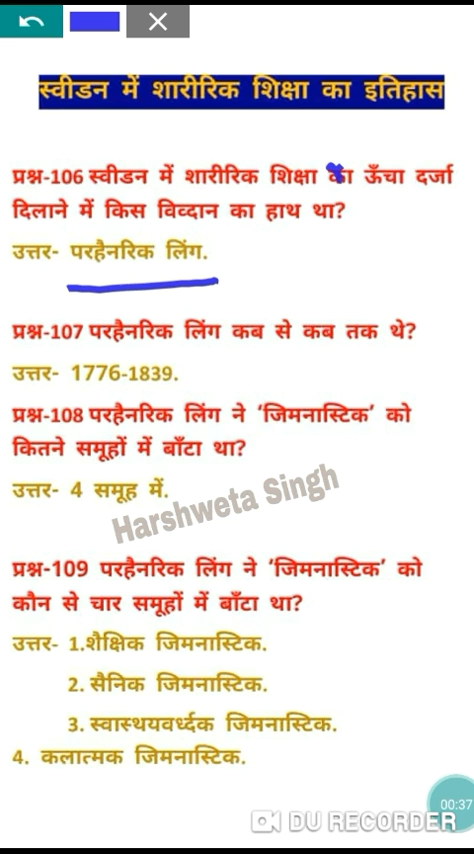 स्वीडन में शारीरिक शिक्षा का इतिहास
प्रश्न-106 स्वीडन में शारीरिक शिक्षा का ऊँचा दर्जा
दिलाने में किस विव्दान का हाथ था?
उत्तर- परहैनरिक लिंग.
प्रश्न-107 परहैनरिक लिंग कब से कब तक थे?
उत्तर- 1776-1839.
प्रश्न-108 परहैनरिक लिंग ने 'जिमनास्टिक' को
कितने समूहों में बाँटा था?
उत्तर- 4 समूह में.
Harshweta Singh
प्रश्न-109 परहैनरिक लिंग ने 'जिमनास्टिक' को
कौन से चार समूहों में बाँटा था?
उत्तर- 1.शैक्षिक जिमनास्टिक.
2. सैनिक जिमनास्टिक.
3. स्वास्थयवर्ध्दक जिमनास्टिक.
4. कलात्मक जिमनास्टिक.
00:37
DU RECORDER